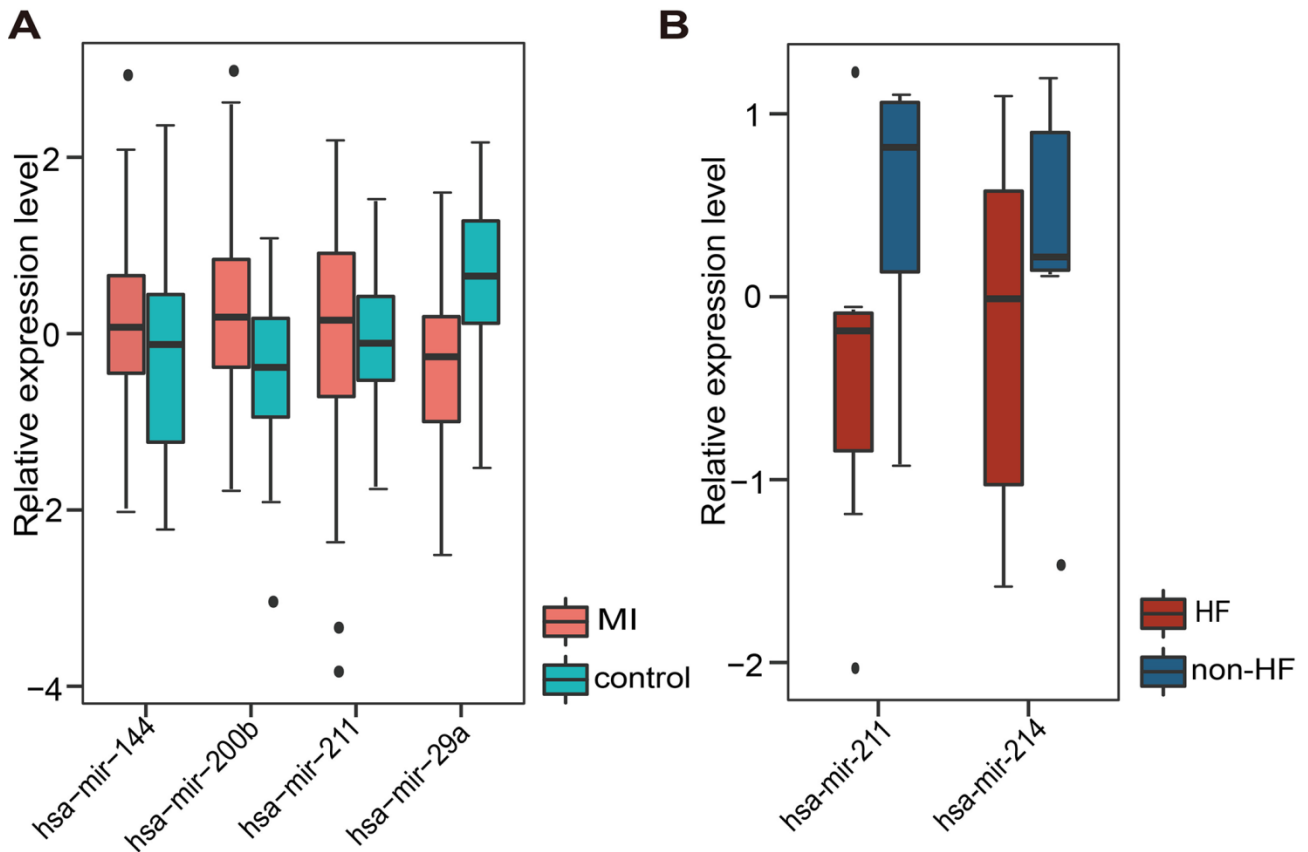 A
Relative expression level
2
0
−2
−4
hsa−mir−144
hsa−mir−200b
hsa−mir−211
hsa−mir−29a
MI
control
B
Relative expression level
1
0
−1
−2
hsa-mir-211
hsa-mir-214
HF
non-HF